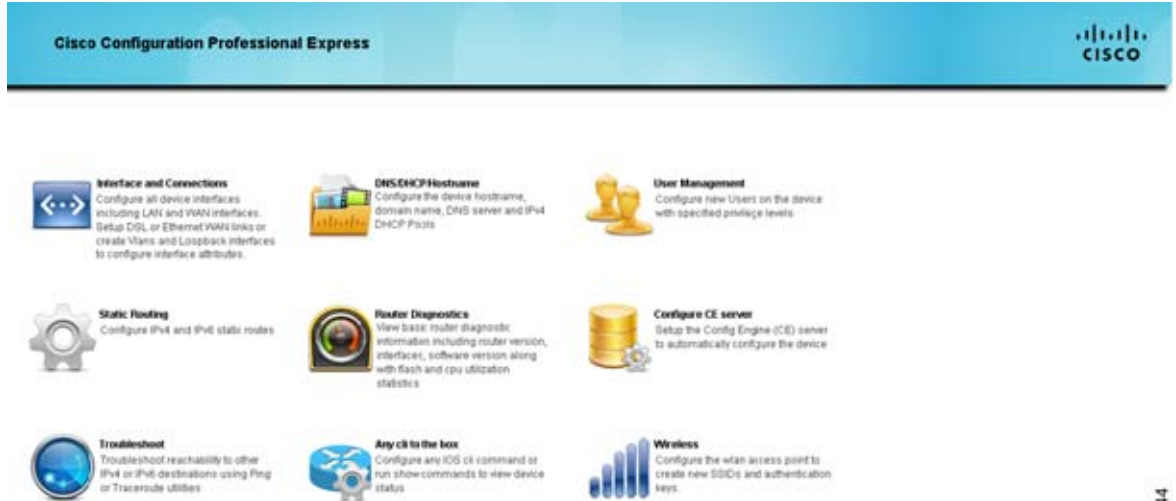 Cisco Configuration Professional Express
CISCO
Interface and Connections
Configure all device interfaces
including LAN and WAN interfaces.
Setup DSL or Ethernet WAN links or
create Vlans and Loopback interfaces
to configure interface attributes.
DNS/DHCP/Hostname
Configure the device hostname,
domain name, DNS server and IPv4
DHCP Pools
User Management
Configure new Users on the device
with specified privilege levels
Static Routing
Configure IPv4 and IPv6 static routes
Router Diagnostics
View basic router diagnostic
information including router version,
interfaces, software version along
with flash and cpu utilization
statistics
Configure CE server
Setup the Config Engine (CE) server
to automatically configure the device
Troubleshoot
Troubleshoot reachability to other
IPv4 or IPv6 destinations using Ping
or Traceroute utilities
Any cli to the box
Configure any IOS cli command or
run show commands to view device
status
Wireless
Configure the wlan access point to
create new SSIDs and authentication
keys.